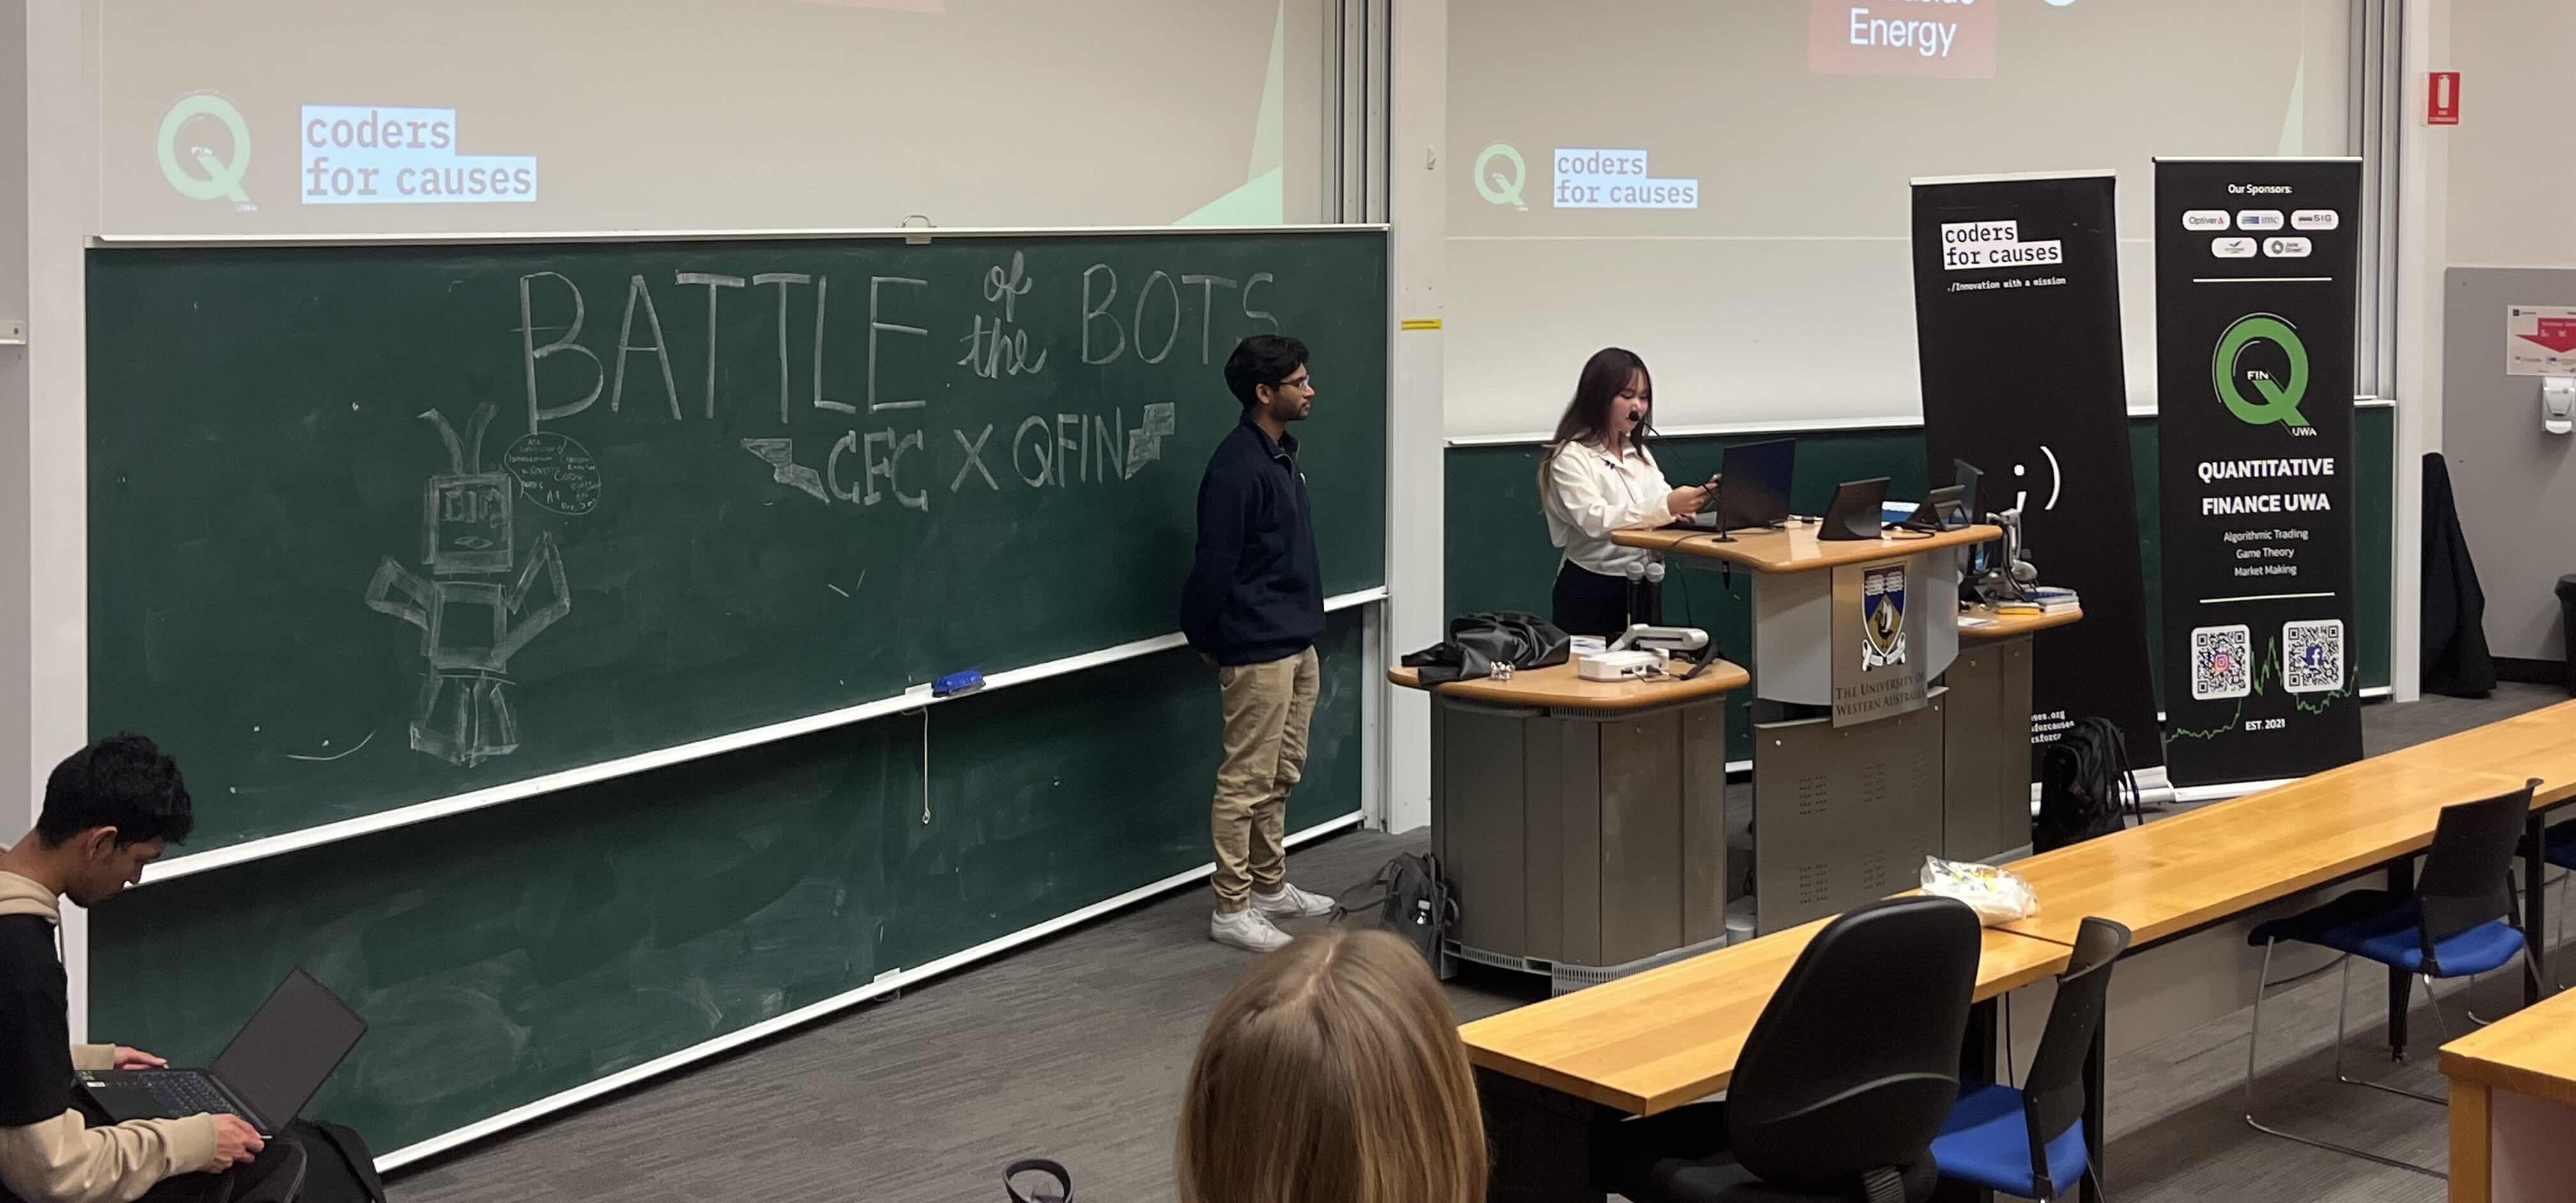 Energy
coders
for causes
coders
for causes
BATTLE of the BOTS
CFC X QFIN
coders
for causes
./Innovation with a mission
;)
Our Sponsors:
Optiver
imc
SIG
Jane Street
FIN
UWA
QUANTITATIVE
FINANCE UWA
Algorithmic Trading
Game Theory
Market Making
EST. 2021
THE UNIVERSITY OF
WESTERN AUSTRALIA